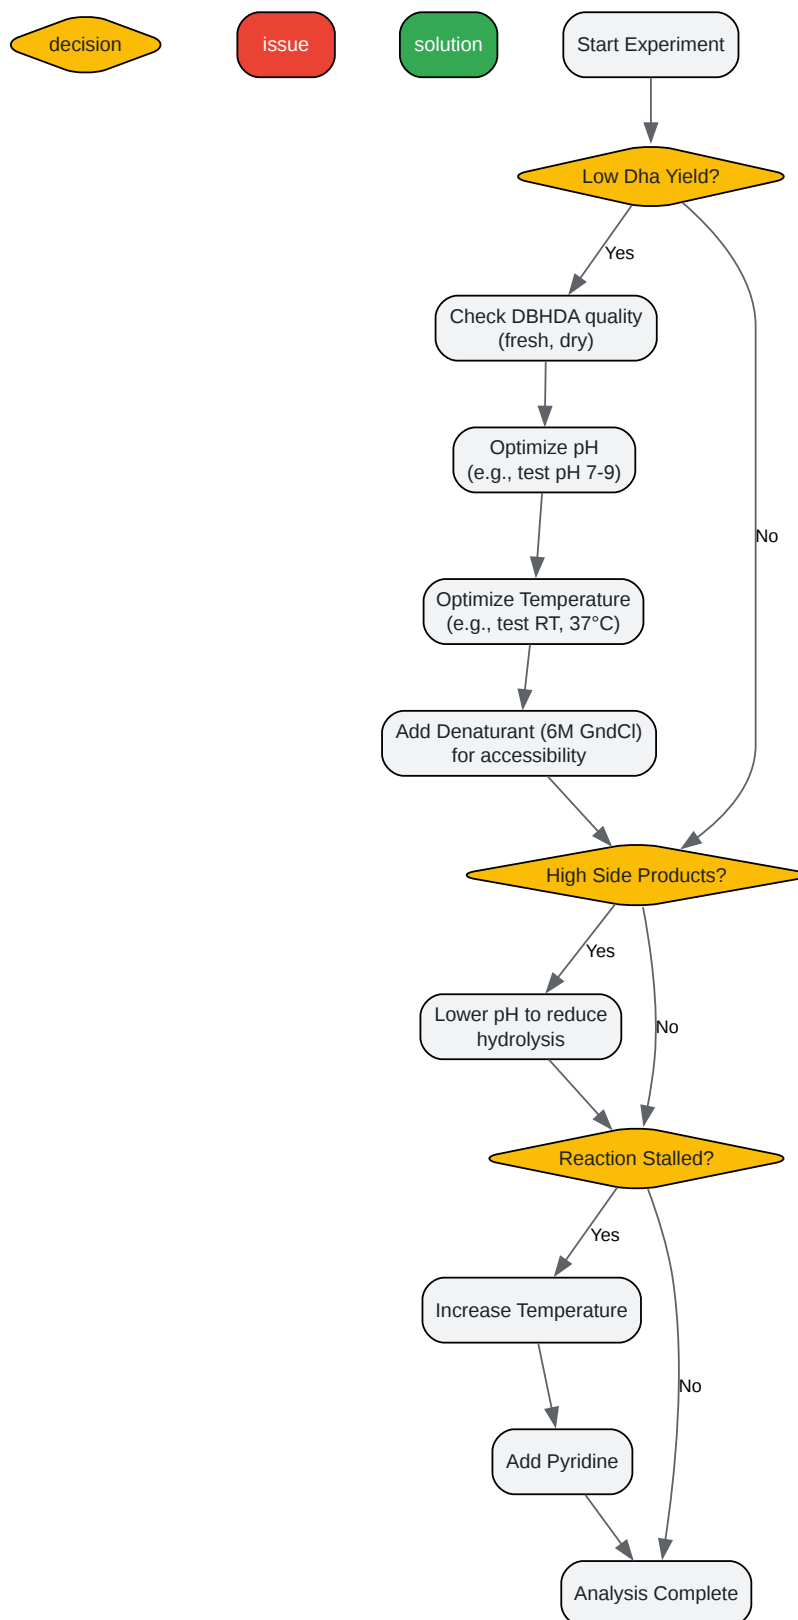 decision
issue
solution
Start Experiment
Low Dha Yield?
Yes
Check DBHDA quality
(fresh, dry)
Optimize pH
(e.g., test pH 7-9)
No
Optimize Temperature
(e.g., test RT, 37°C)
Add Denaturant (6M GndCl)
for accessibility
High Side Products?
Yes
Lower pH to reduce
hydrolysis
No
Reaction Stalled?
Yes
Increase Temperature
No
Add Pyridine
Analysis Complete